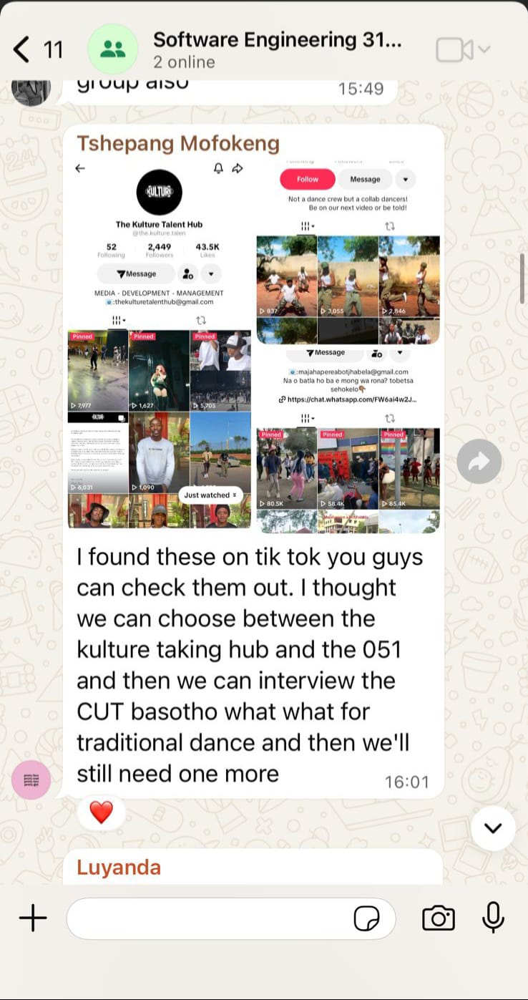 11
Software Engineering 31...
2 online
group also
15:49
Tshepang Mofokeng
KULTUR
The Kulture Talent Hub
@the.kulture.talen
52
2,449
43.5K
Following
Followers
Likes
Message
MEDIA - DEVELOPMENT - MANAGEMENT
:thekulturetalenthub@gmail.com
Pinned
Pinned
Pinned
7,977
1,627
5,705
6,031
1,090
Just watched
Follow
Message
Not a dance crew but a collab dancers!
Be on our next video or be told!
837
3,055
2,846
Message
:majahapereabotjhabela@gmail.com
Na o batla ho ba e mong wa rona? tobetsa
sehokelo
https://chat.whatsapp.com/FW6ai4w2J...
Pinned
Pinned
Pinned
80.5K
58.4K
85.4K
I found these on tik tok you guys
can check them out. I thought
we can choose between the
kulture taking hub and the 051
and then we can interview the
CUT basotho what what for
traditional dance and then we'll
still need one more
16:01
❤️
Luyanda